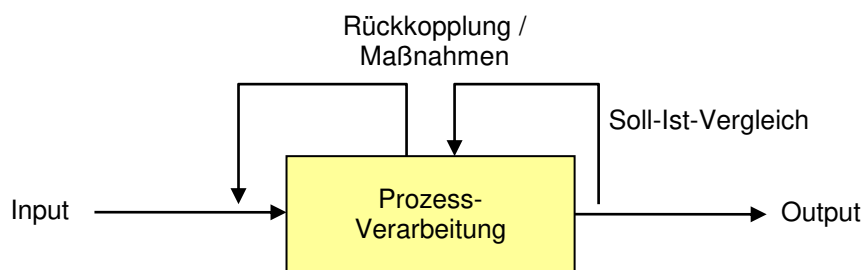 Rückkopplung /
Maßnahmen
Soll-Ist-Vergleich
Input
Prozess-
Verarbeitung
Output